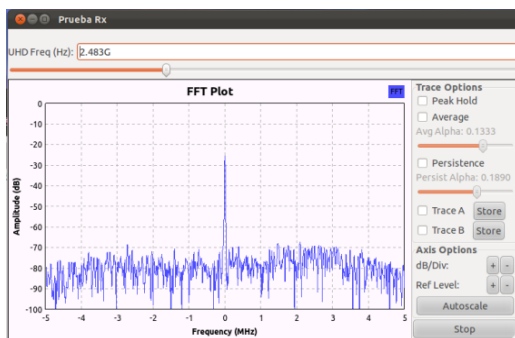 Prueba Rx
UHD Freq (Hz): 2.483G
FFT Plot
FFT
Trace Options
Peak Hold
Average
Avg Alpha: 0.1333
Persistence
Persist Alpha: 0.1890
Trace A Store
Trace B Store
Axis Options
dB/Div: + -
Ref Level: + -
Autoscale
Stop
Amplitude (dB)
0
-10
-20
-30
-40
-50
-60
-70
-80
-90
-100
-5 -4 -3 -2 -1 0 1 2 3 4 5
Frequency (MHz)